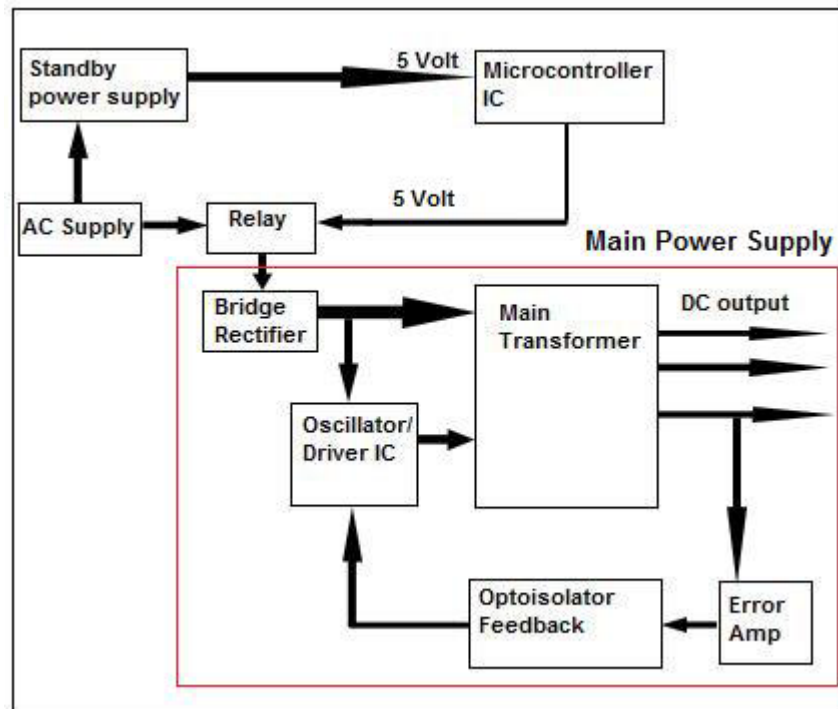 Standby
power supply
5 Volt
Microcontroller
IC
AC Supply
Relay
5 Volt
Main Power Supply
Bridge
Rectifier
Main
Transformer
DC output
Oscillator/
Driver IC
Optoisolator
Feedback
Error
Amp